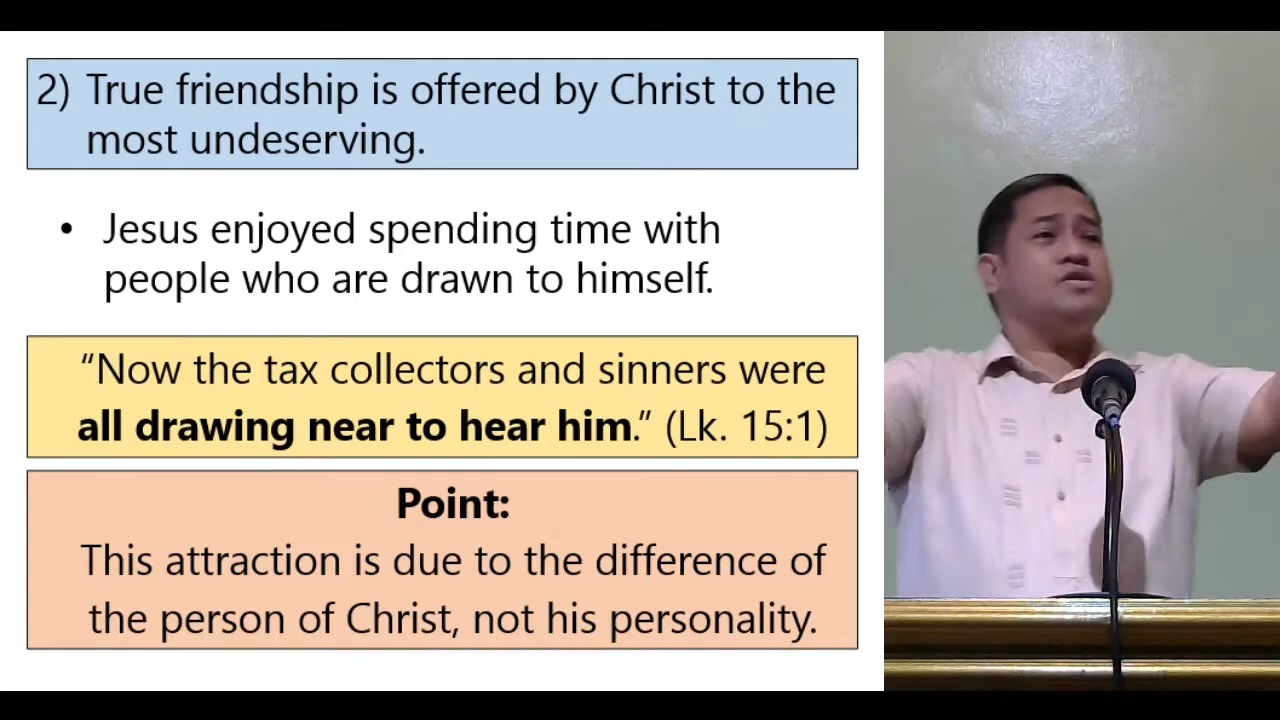 2) True friendship is offered by Christ to the
most undeserving.
• Jesus enjoyed spending time with
people who are drawn to himself.
“Now the tax collectors and sinners were
all drawing near to hear him.” (Lk. 15:1)
Point:
This attraction is due to the difference of
the person of Christ, not his personality.